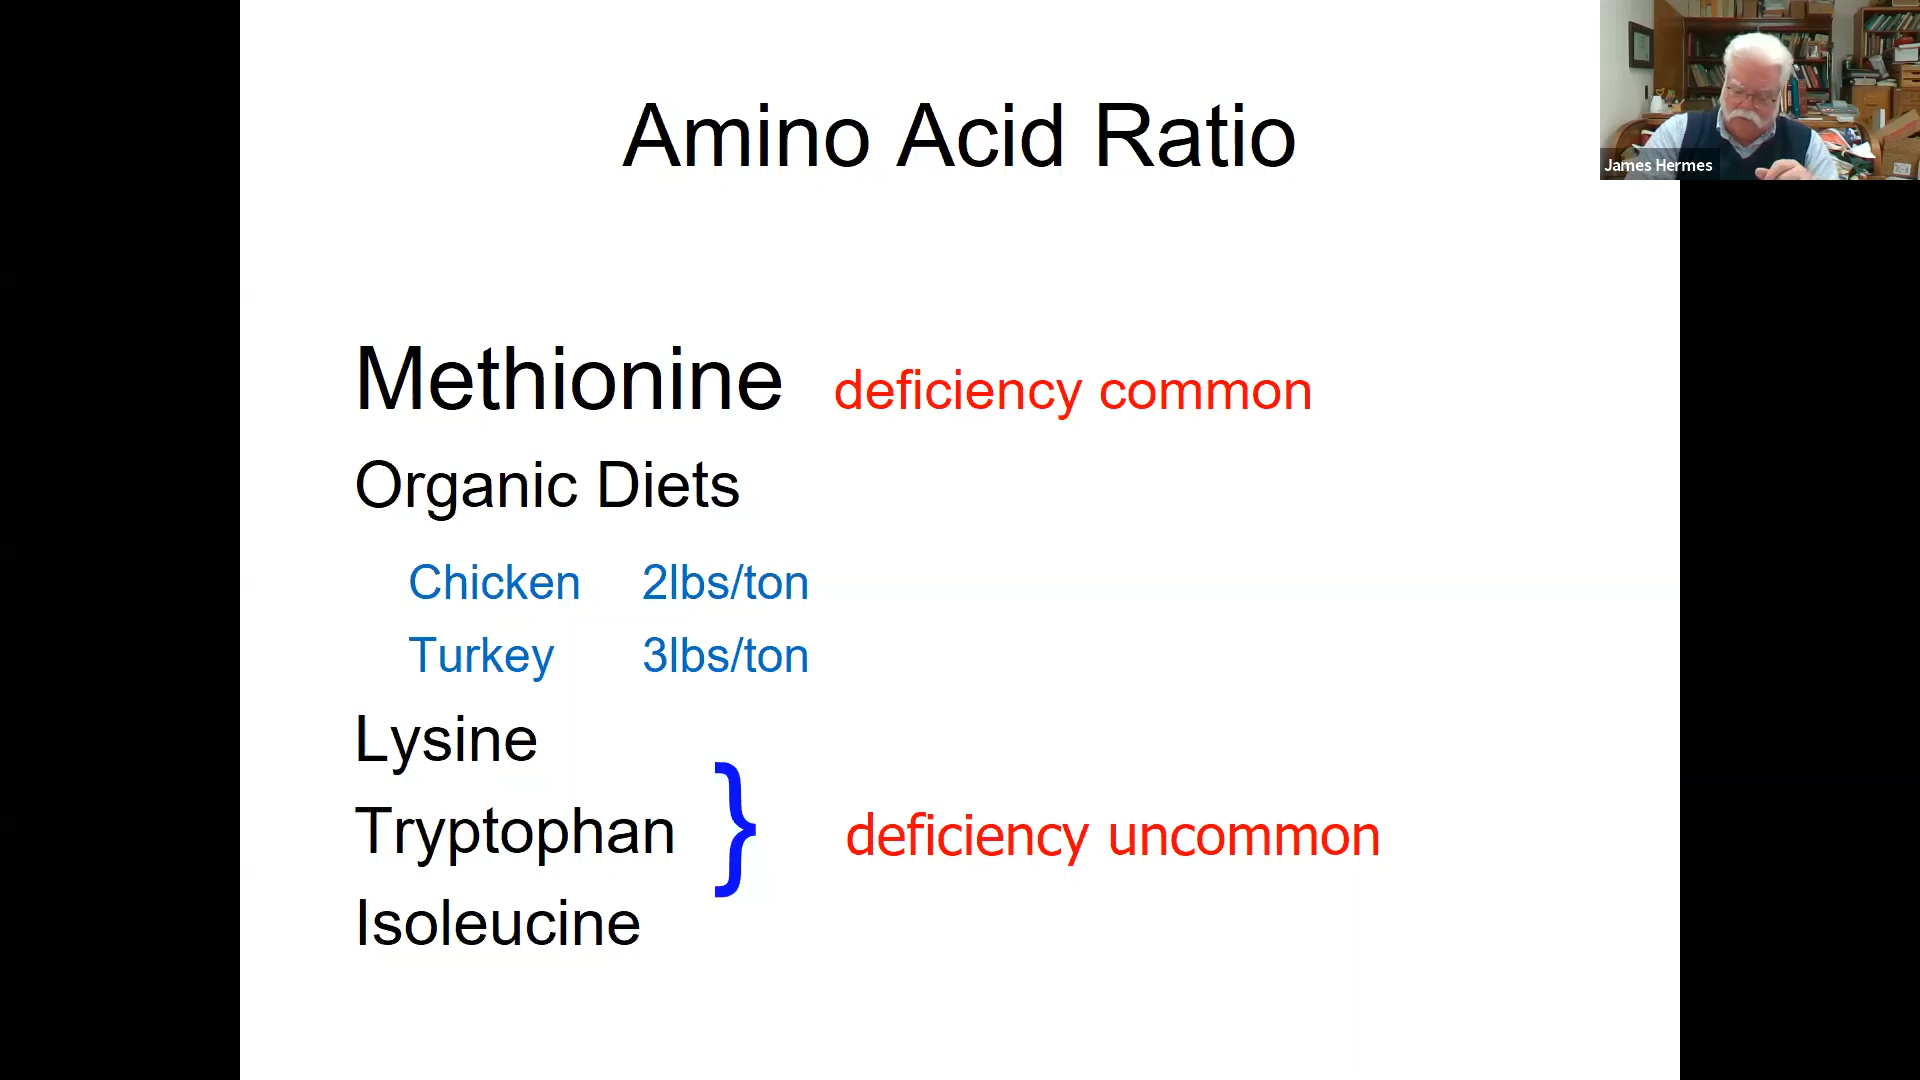 Amino Acid Ratio
James Hermes
Methionine deficiency common
Organic Diets
Chicken 2lbs/ton
Turkey 3lbs/ton
Lysine
Tryptophan } deficiency uncommon
Isoleucine